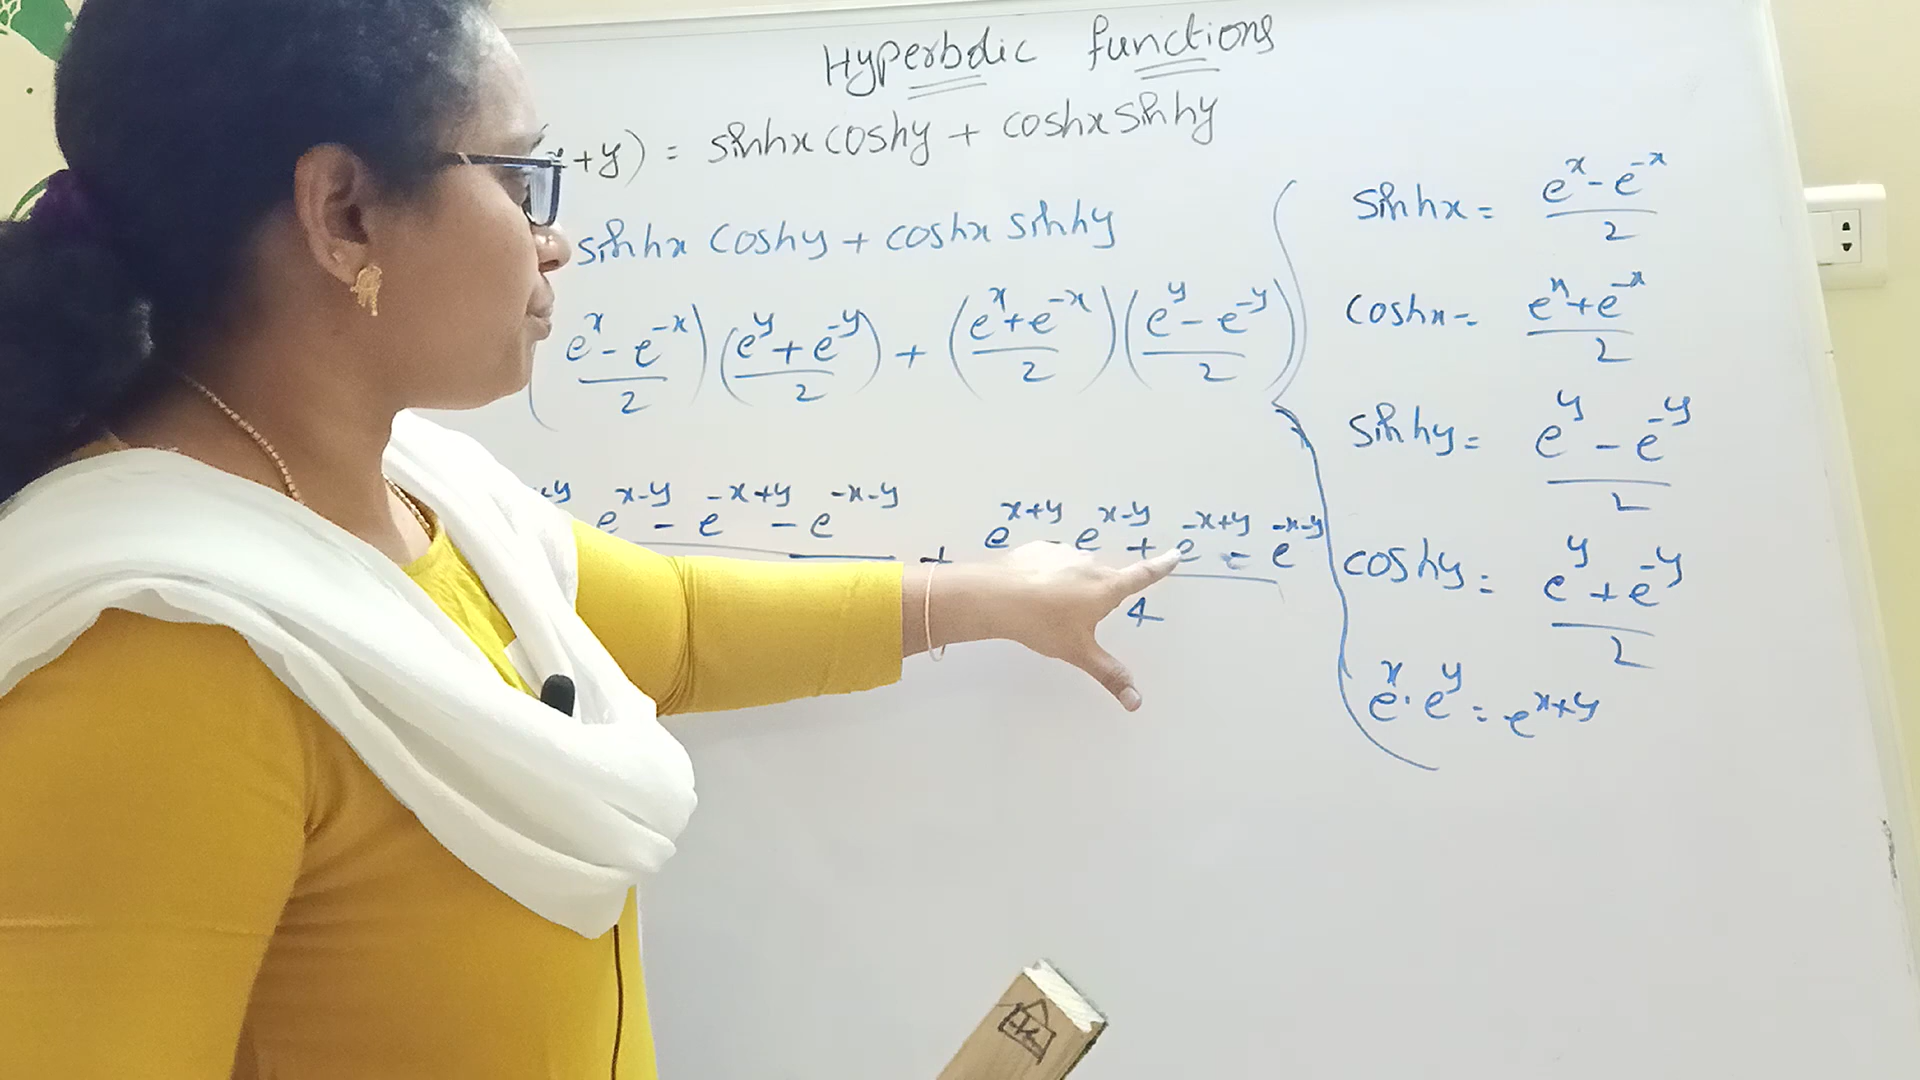 Hyperbolic functions
x+y) = sinhx coshy + coshx sinhy
sinhx coshy + coshx sinhy
(e^x - e^-x / 2) (e^y + e^-y / 2) + (e^x + e^-x / 2) (e^y - e^-y / 2)
e^x-y - e^-x+y - e^-x-y + e^x+y - e^x-y + e^-x+y - e^-x-y / 4
sinhx = e^x - e^-x / 2
coshx = e^x + e^-x / 2
sinhy = e^y - e^-y / 2
coshy = e^y + e^-y / 2
e^x . e^y = e^x+y